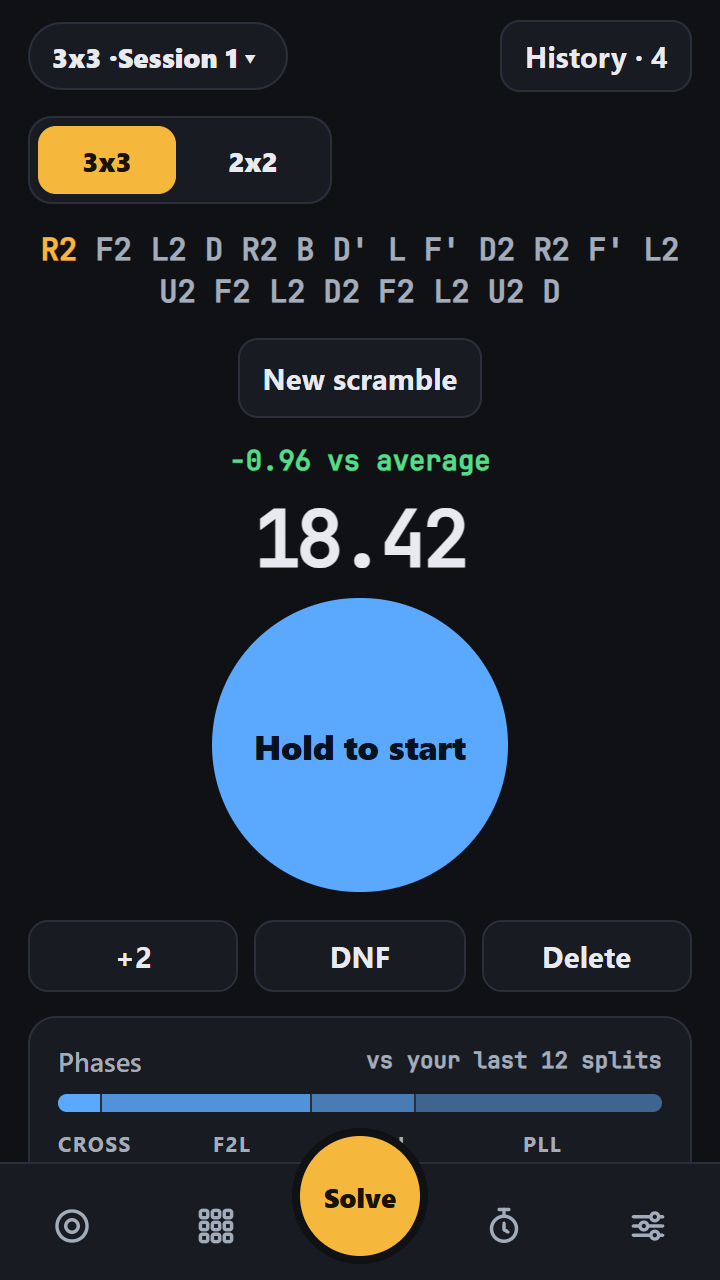 3x3 ·Session 1 ▾
History · 4
3x3
2x2
R2 F2 L2 D R2 B D' L F' D2 R2 F' L2
U2 F2 L2 D2 F2 L2 U2 D
New scramble
-0.96 vs average
18.42
Hold to start
+2
DNF
Delete
Phases
vs your last 12 splits
CROSS
F2L
PLL
Solve